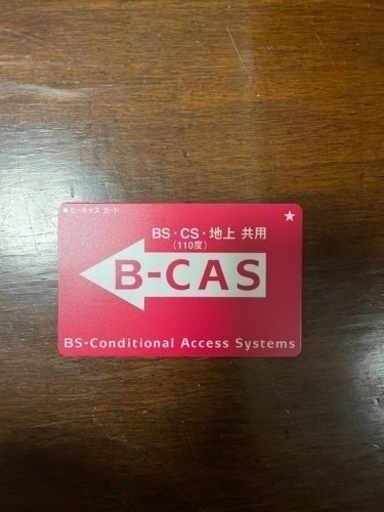 ビーキャス カード
BS・CS・地上 共用
(110度)
B-CAS
BS-Conditional Access Systems